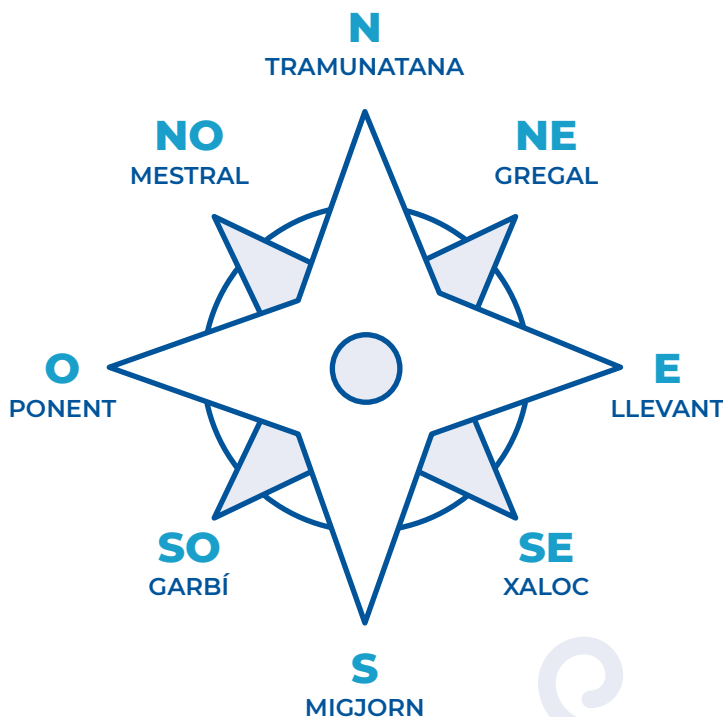 N
TRAMUNATANA
NO
MESTRAL
NE
GREGAL
O
PONENT
E
LLEVANT
SO
GARBÍ
SE
XALOC
S
MIGJORN